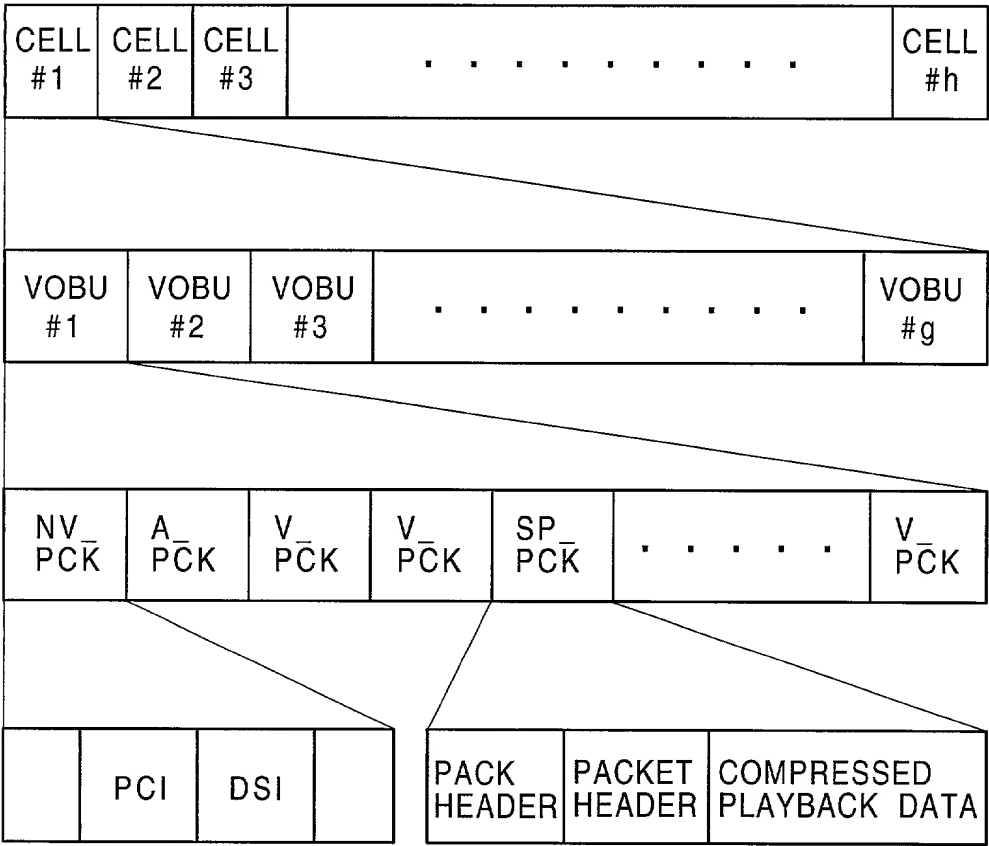 CELL #1 CELL #2 CELL #3 . . . . . . . . . CELL #h
VOBU #1 VOBU #2 VOBU #3 . . . . . . . . . . VOBU #g
NV_ PCK A_ PCK V_ PCK V_ PCK SP_ PCK . . . . . V_ PCK
PCI DSI
PACK HEADER PACKET HEADER COMPRESSED PLAYBACK DATA